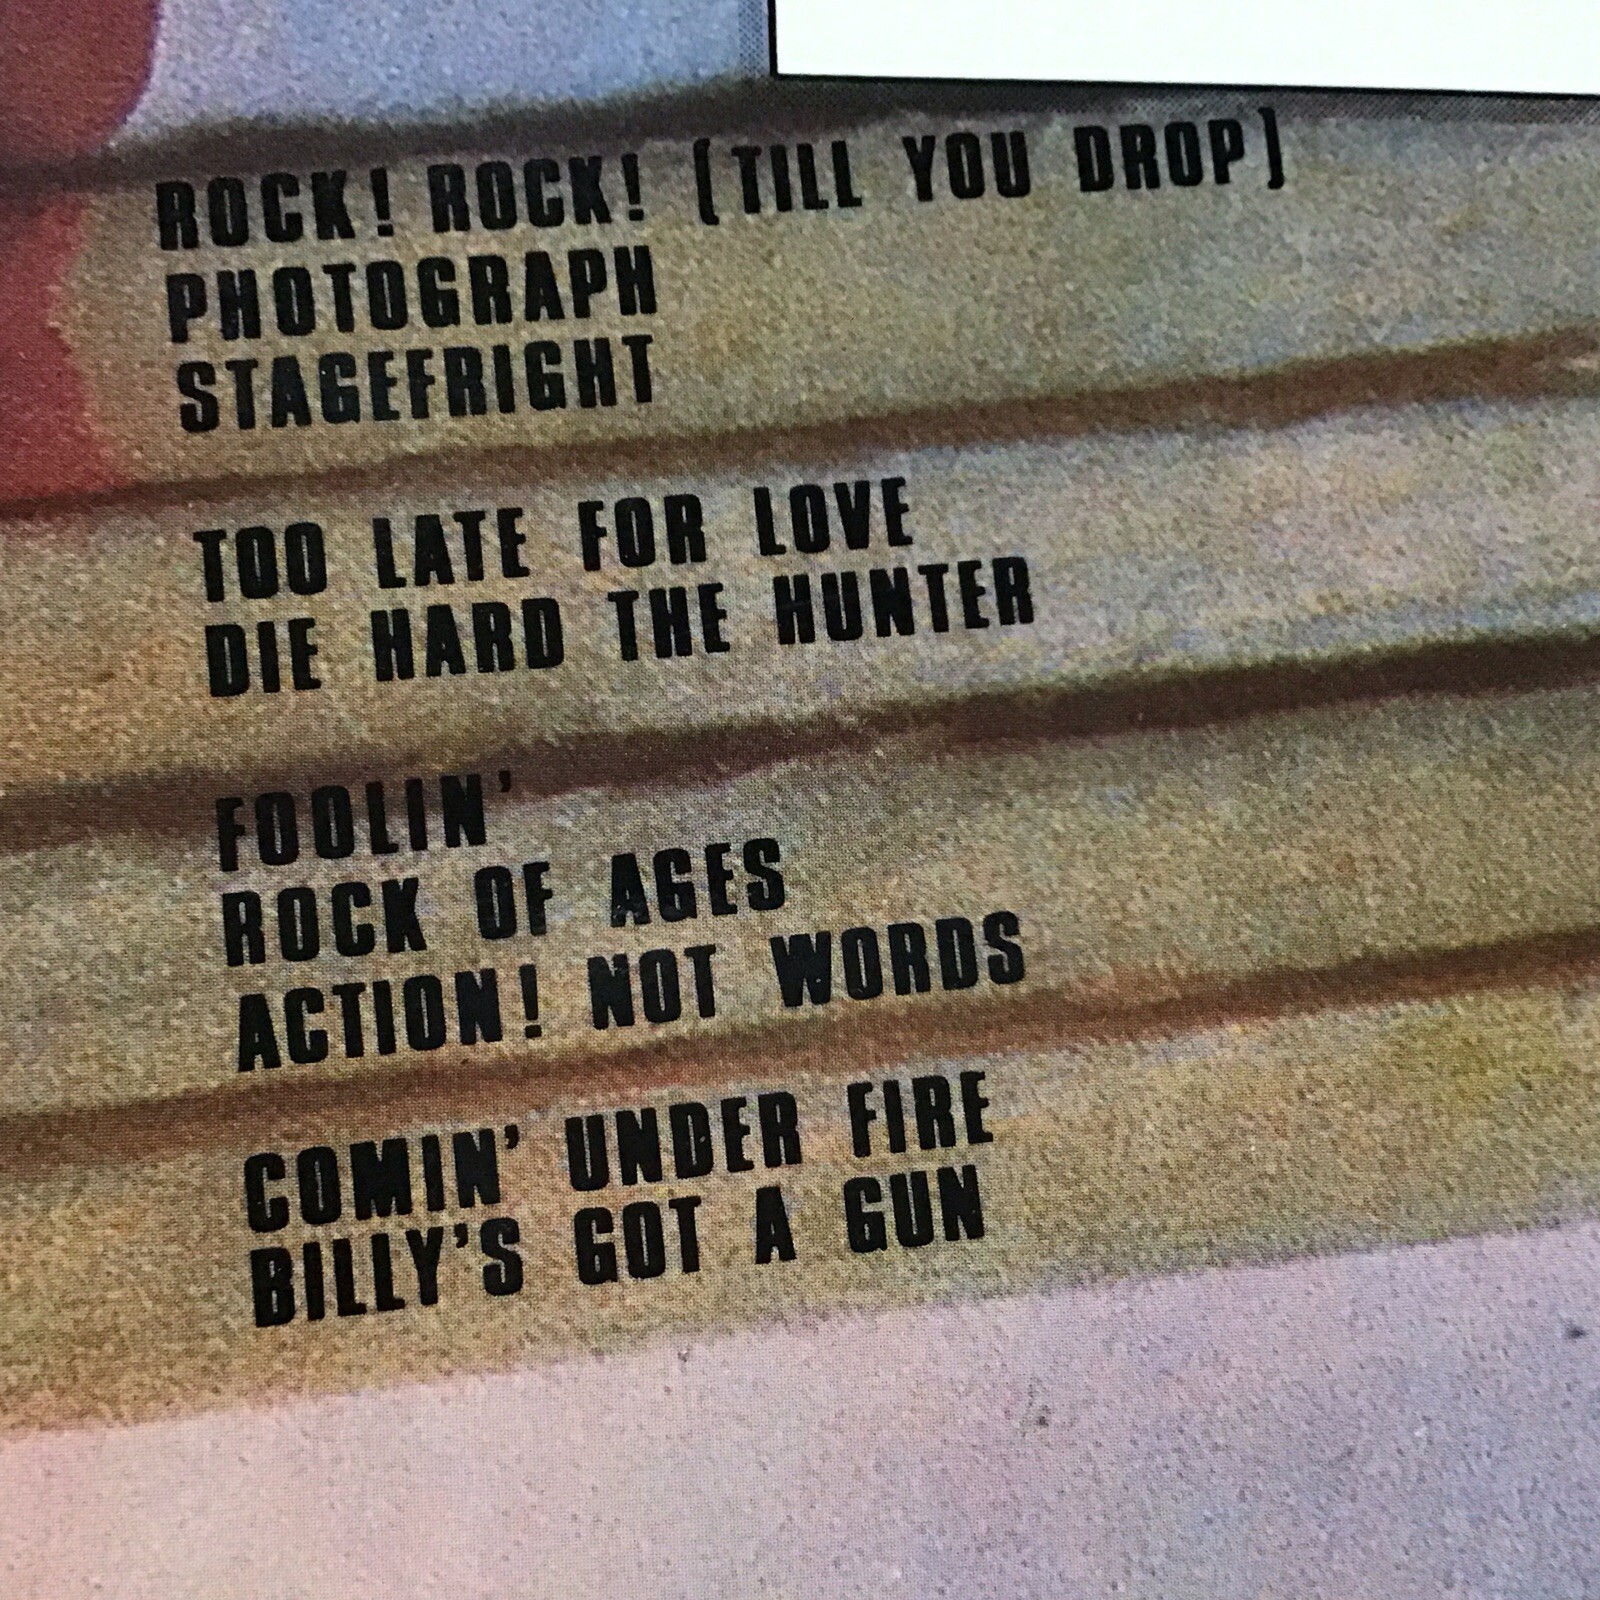 ROCK! ROCK! (TILL YOU DROP)
PHOTOGRAPH
STAGEFRIGHT
TOO LATE FOR LOVE
DIE HARD THE HUNTER
FOOLIN'
ROCK OF AGES
ACTION! NOT WORDS
COMIN' UNDER FIRE
BILLY'S GOT A GUN